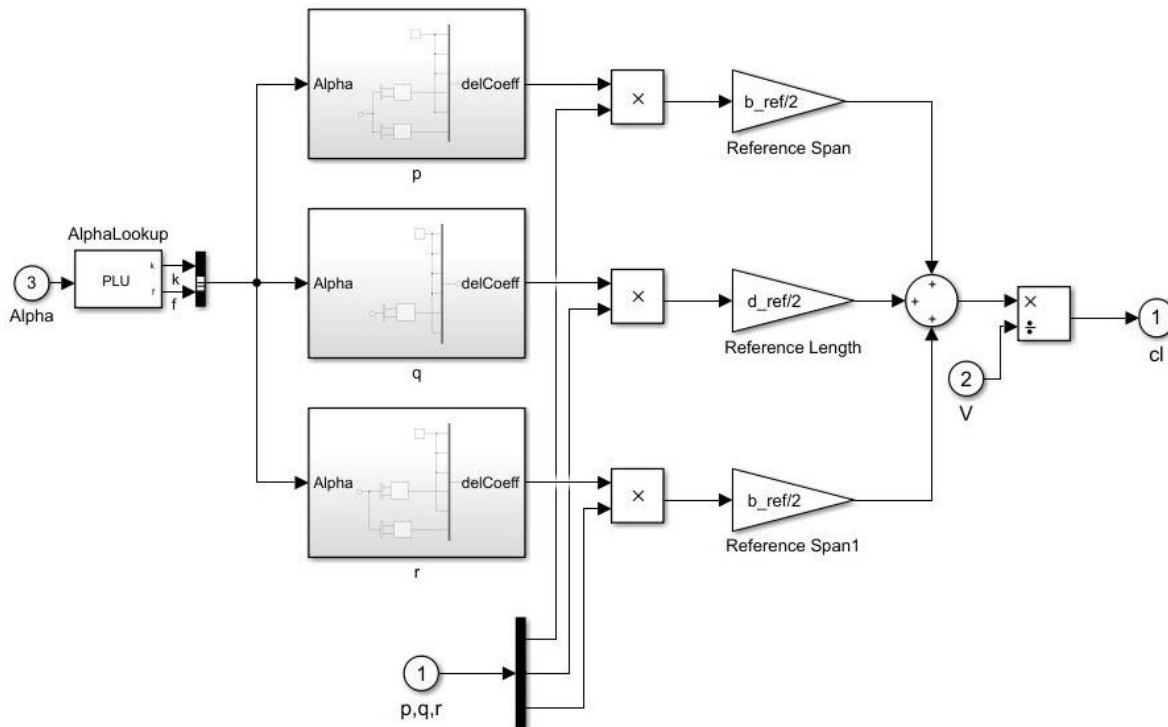 Alpha
delCoeff
p
×
b_ref/2
Reference Span
AlphaLookup
PLU
k
f
k
f
3
Alpha
Alpha
delCoeff
q
×
d_ref/2
Reference Length
+
+
+
×
÷
1
cl
2
V
Alpha
delCoeff
r
×
b_ref/2
Reference Span1
1
p,q,r